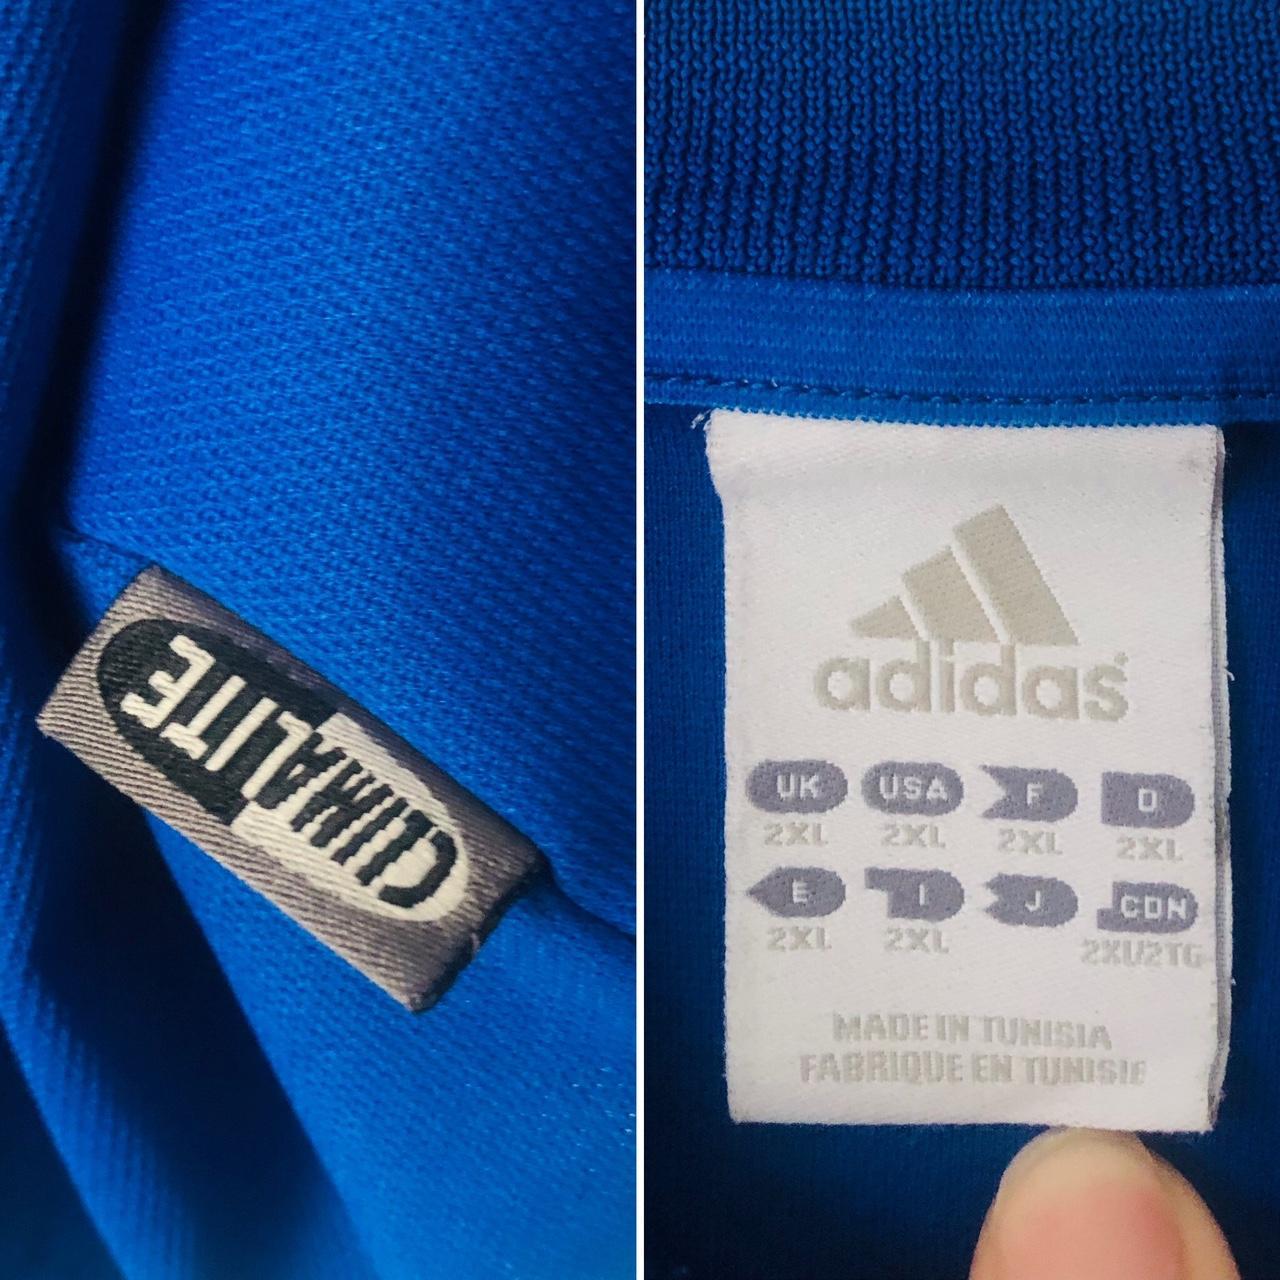 CLIMALITE
adidas
UK USA F D
2XL 2XL 2XL 2XL
E I J CDN
2XL 2XL 2XL/2TG
MADE IN TUNISIA
FABRIQUE EN TUNISIE